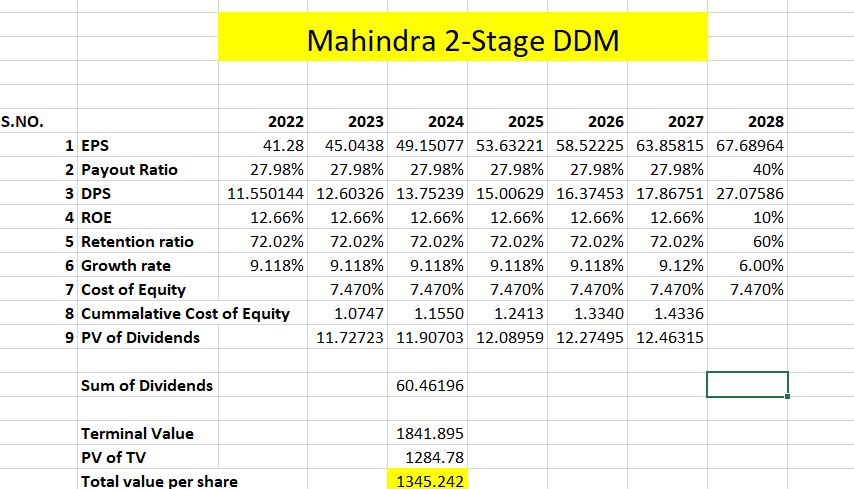 Mahindra 2-Stage DDM
S.NO. 2022 2023 2024 2025 2026 2027 2028
1 EPS 41.28 45.0438 49.15077 53.63221 58.52225 63.85815 67.68964
2 Payout Ratio 27.98% 27.98% 27.98% 27.98% 27.98% 27.98% 40%
3 DPS 11.550144 12.60326 13.75239 15.00629 16.37453 17.86751 27.07586
4 ROE 12.66% 12.66% 12.66% 12.66% 12.66% 12.66% 10%
5 Retention ratio 72.02% 72.02% 72.02% 72.02% 72.02% 72.02% 60%
6 Growth rate 9.118% 9.118% 9.118% 9.118% 9.118% 9.12% 6.00%
7 Cost of Equity 7.470% 7.470% 7.470% 7.470% 7.470% 7.470%
8 Cummalative Cost of Equity 1.0747 1.1550 1.2413 1.3340 1.4336
9 PV of Dividends 11.72723 11.90703 12.08959 12.27495 12.46315
Sum of Dividends 60.46196
Terminal Value 1841.895
PV of TV 1284.78
Total value per share 1345.242